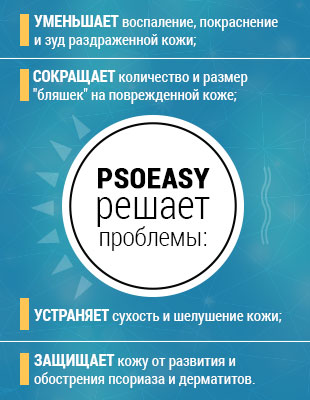 УМЕНЬШАЕТ воспаление, покраснение
и зуд раздраженной кожи;
СОКРАЩАЕТ количество и размер
"бляшек" на поврежденной коже;
PSOEASY
решает
проблемы:
УСТРАНЯЕТ сухость и шелушение кожи;
ЗАЩИЩАЕТ кожу от развития и
обострения псориаза и дерматитов.